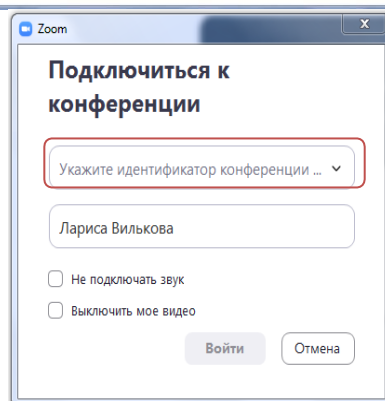 Zoom
Подключиться к
конференции
Укажите идентификатор конференции ...
Лариса Вилькова
Не подключать звук
Выключить мое видео
Войти Отмена